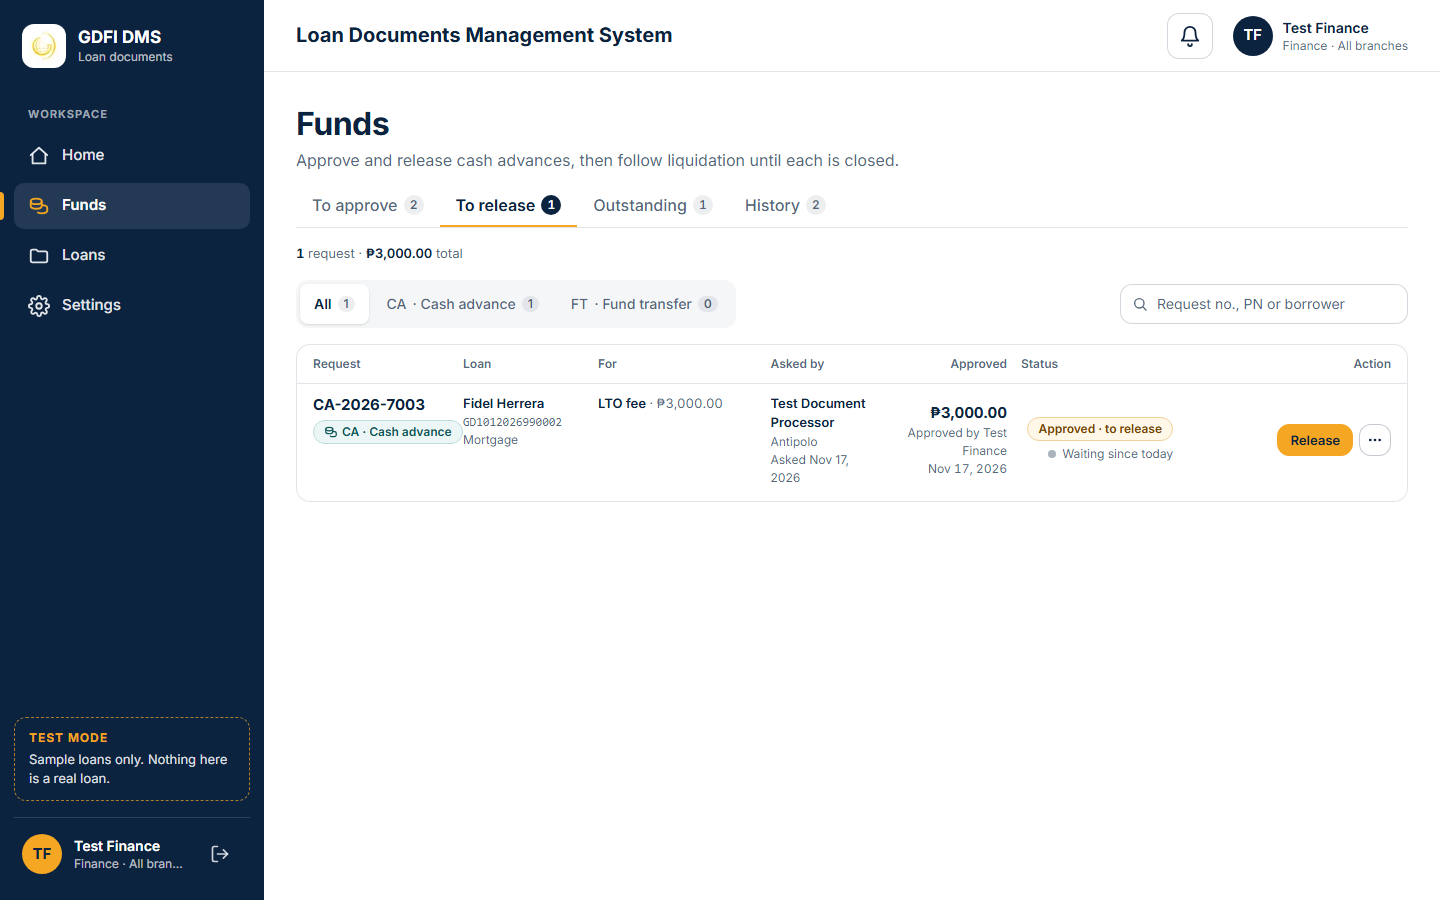 GDFI DMS
Loan documents
WORKSPACE
Home
Funds
Loans
Settings
TEST MODE
Sample loans only. Nothing here
is a real loan.
TF
Test Finance
Finance · All bran...
Loan Documents Management System
TF
Test Finance
Finance · All branches
Funds
Approve and release cash advances, then follow liquidation until each is closed.
To approve 2
To release 1
Outstanding 1
History 2
1 request · ₱3,000.00 total
All 1
CA · Cash advance 1
FT · Fund transfer 0
Request no., PN or borrower
Request
Loan
For
Asked by
Approved
Status
Action
CA-2026-7003
CA · Cash advance
Fidel Herrera
GD1012026990002
Mortgage
LTO fee · ₱3,000.00
Test Document
Processor
Antipolo
Asked Nov 17,
2026
₱3,000.00
Approved by Test
Finance
Nov 17, 2026
Approved · to release
Waiting since today
Release